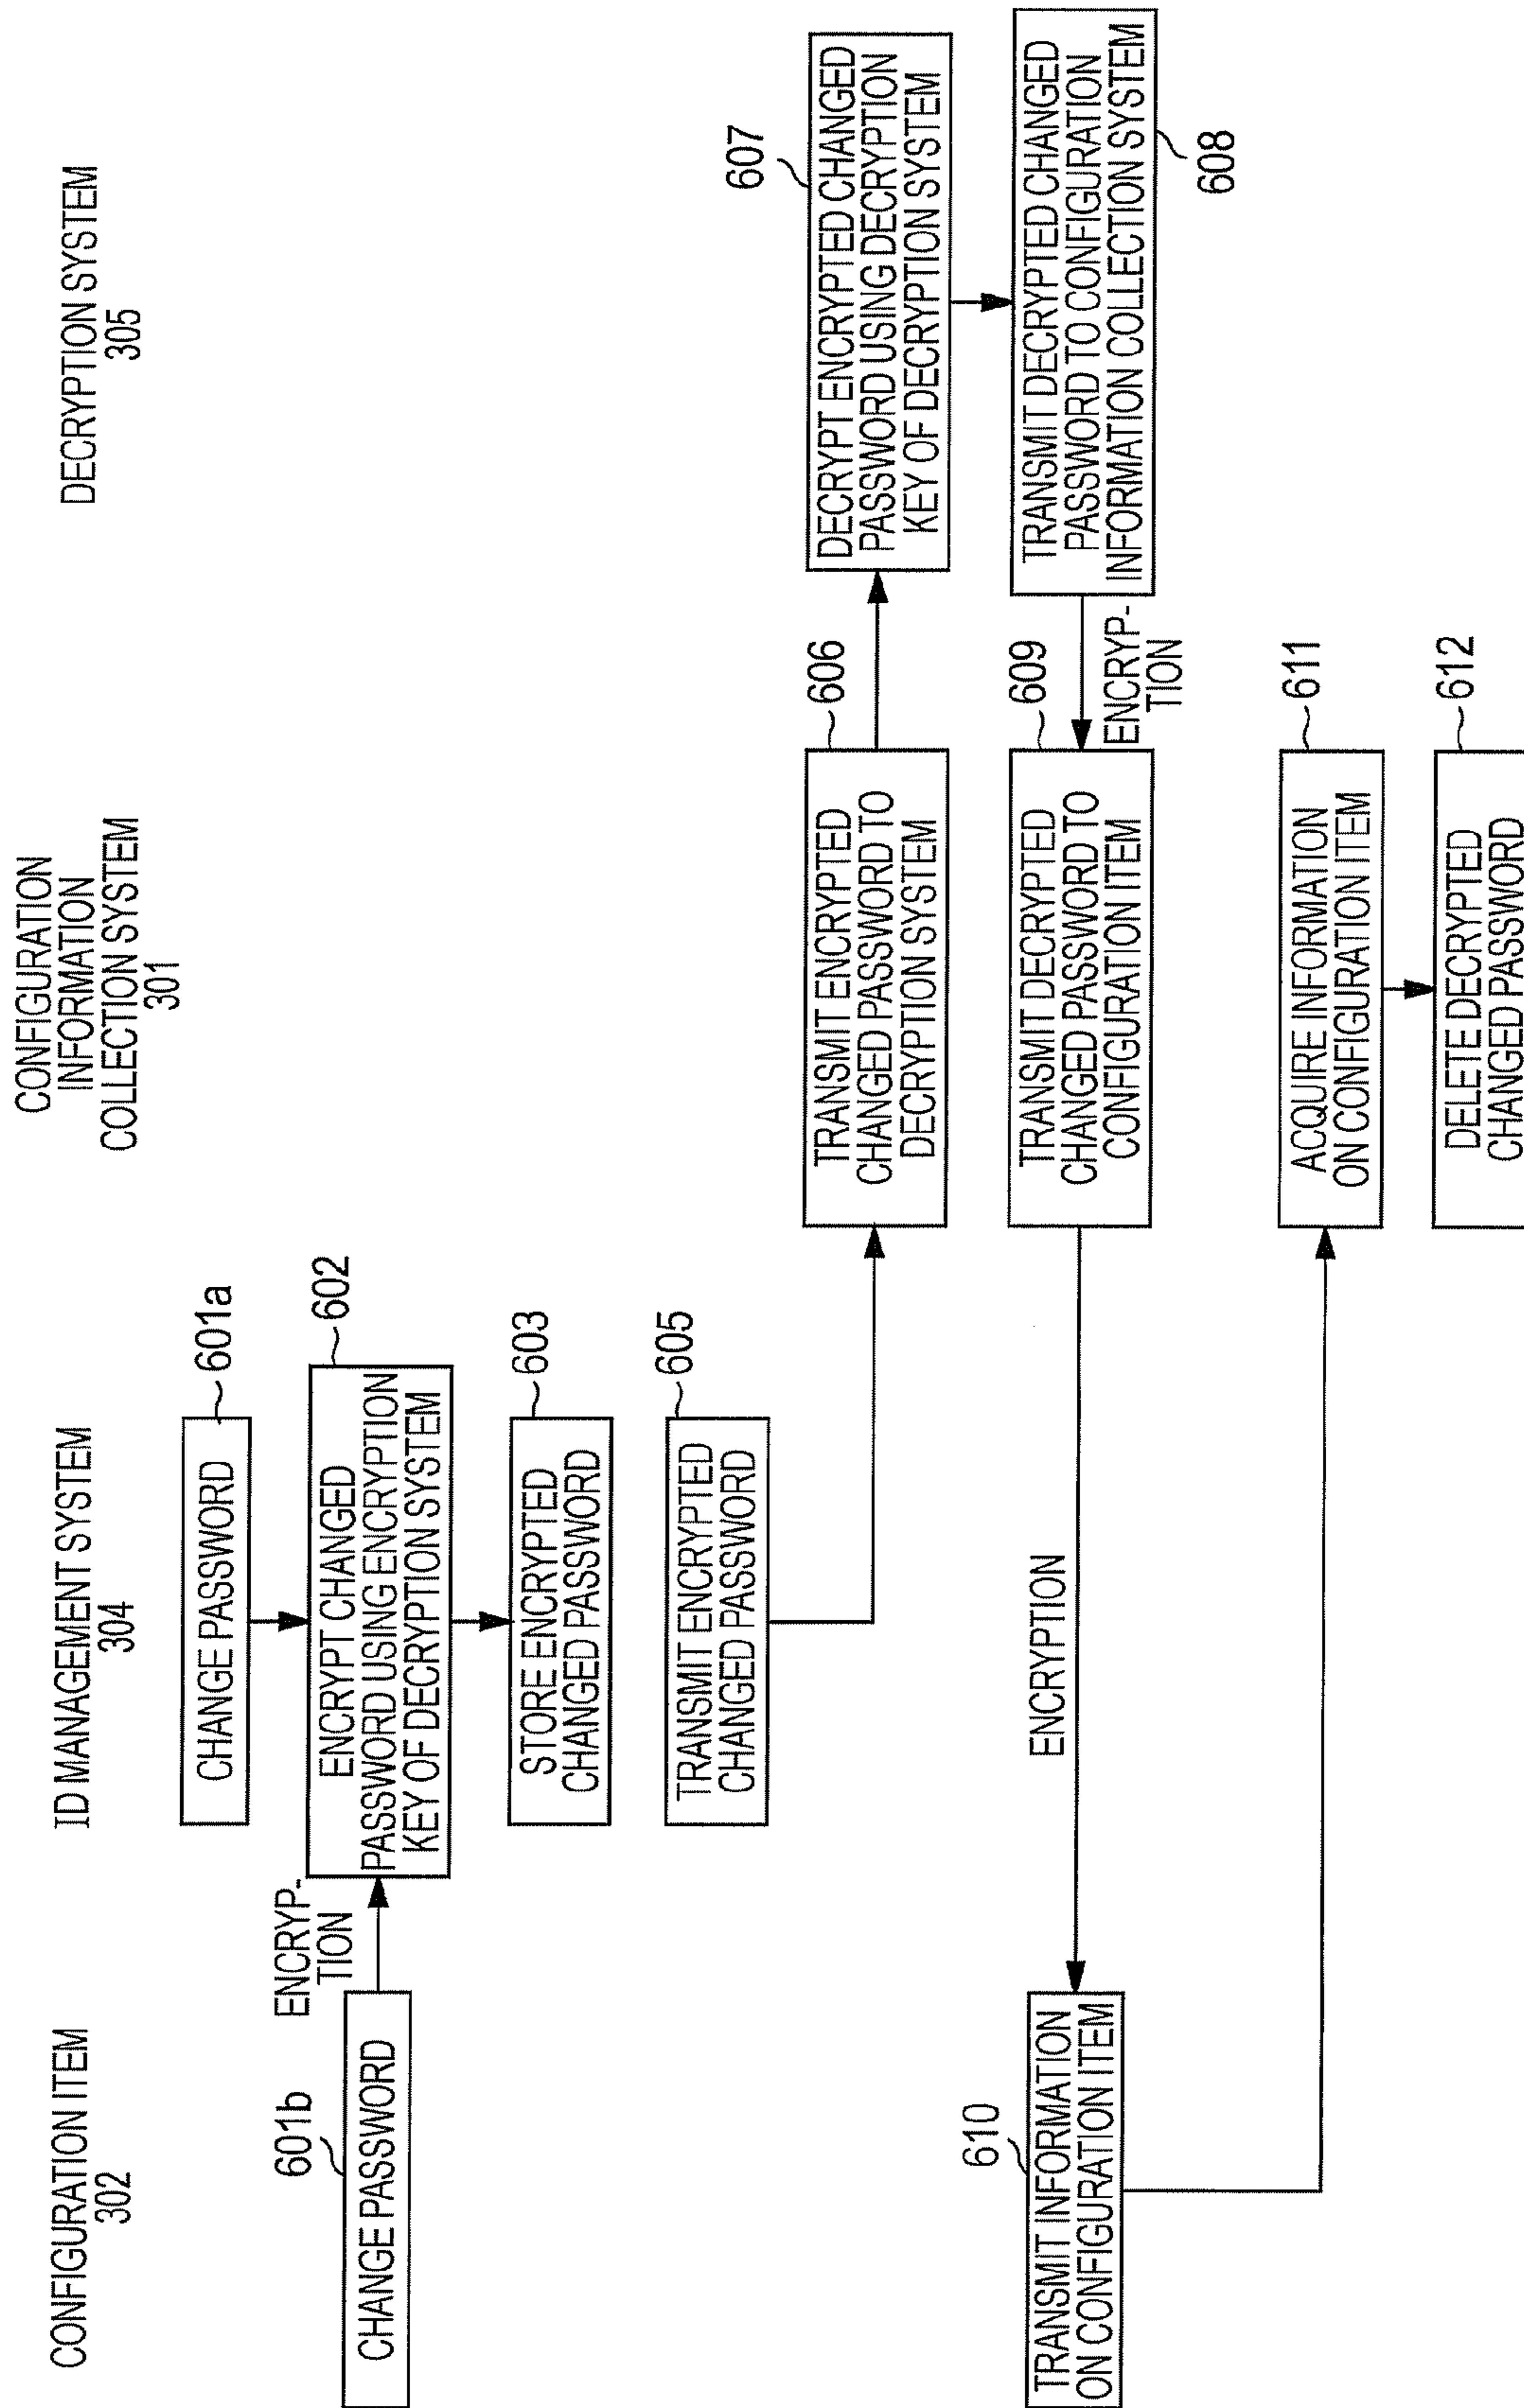 CONFIGURATION ITEM
302
ID MANAGEMENT SYSTEM
304
CONFIGURATION
INFORMATION
COLLECTION SYSTEM
301
DECRYPTION SYSTEM
305
601a
CHANGE PASSWORD
601b
CHANGE PASSWORD
ENCRYP-
TION
602
ENCRYPT CHANGED
PASSWORD USING ENCRYPTION
KEY OF DECRYPTION SYSTEM
603
STORE ENCRYPTED
CHANGED PASSWORD
605
TRANSMIT ENCRYPTED
CHANGED PASSWORD
606
TRANSMIT ENCRYPTED
CHANGED PASSWORD TO
DECRYPTION SYSTEM
607
DECRYPT ENCRYPTED CHANGED
PASSWORD USING DECRYPTION
KEY OF DECRYPTION SYSTEM
608
TRANSMIT DECRYPTED CHANGED
PASSWORD TO CONFIGURATION
INFORMATION COLLECTION SYSTEM
ENCRYP-
TION
609
TRANSMIT DECRYPTED
CHANGED PASSWORD TO
CONFIGURATION ITEM
ENCRYPTION
610
TRANSMIT INFORMATION
ON CONFIGURATION ITEM
611
ACQUIRE INFORMATION
ON CONFIGURATION ITEM
612
DELETE DECRYPTED
CHANGED PASSWORD